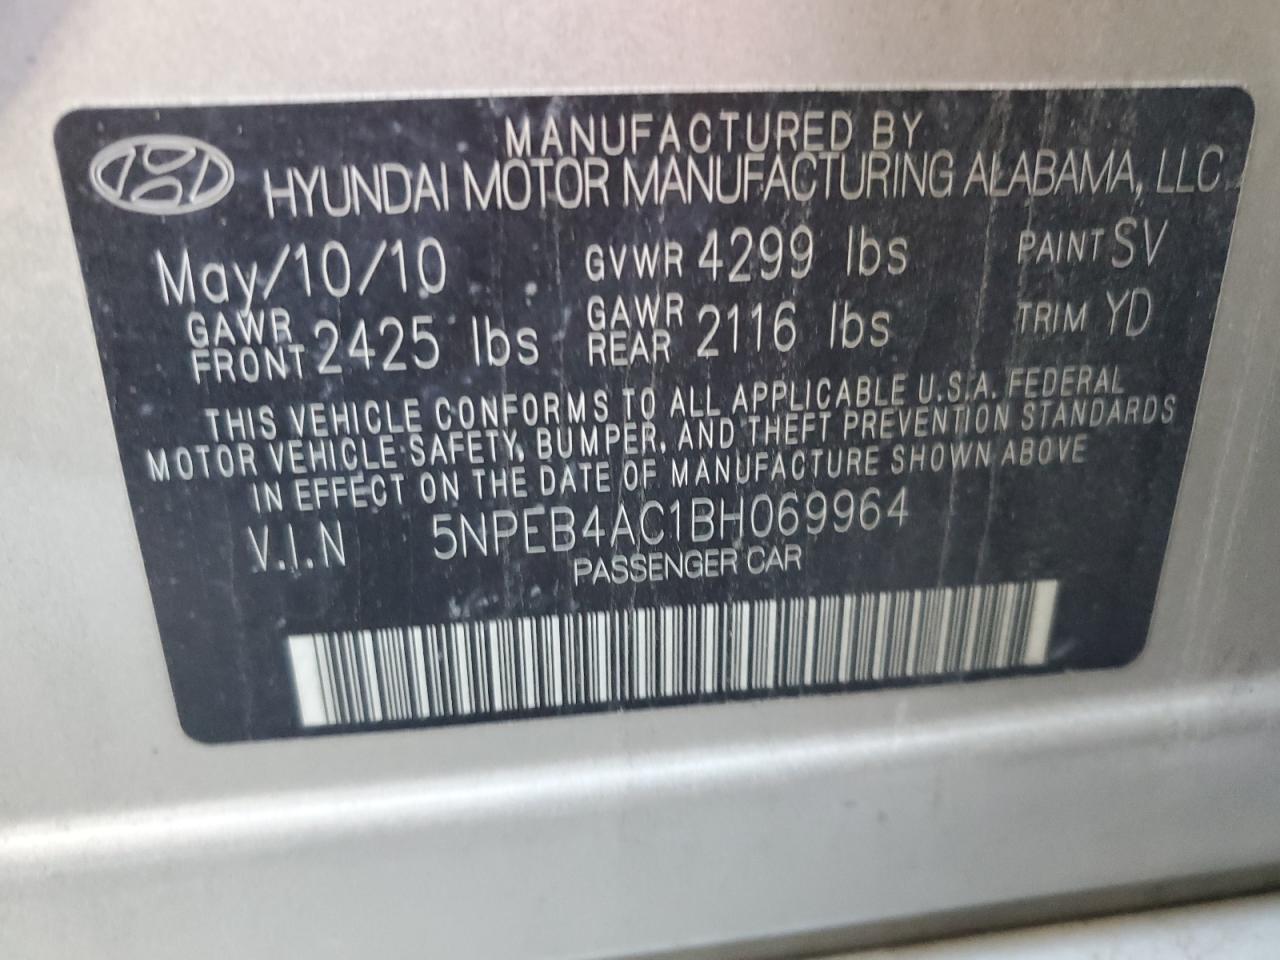 MANUFACTURED BY
HYUNDAI MOTOR MANUFACTURING ALABAMA, LLC
May/10/10 GVWR 4299 lbs PAINT SV
GAWR FRONT 2425 lbs GAWR REAR 2116 lbs TRIM YD
THIS VEHICLE CONFORMS TO ALL APPLICABLE U.S.A. FEDERAL
MOTOR VEHICLE SAFETY, BUMPER, AND THEFT PREVENTION STANDARDS
IN EFFECT ON THE DATE OF MANUFACTURE SHOWN ABOVE
V.I.N 5NPEB4AC1BH069964
PASSENGER CAR